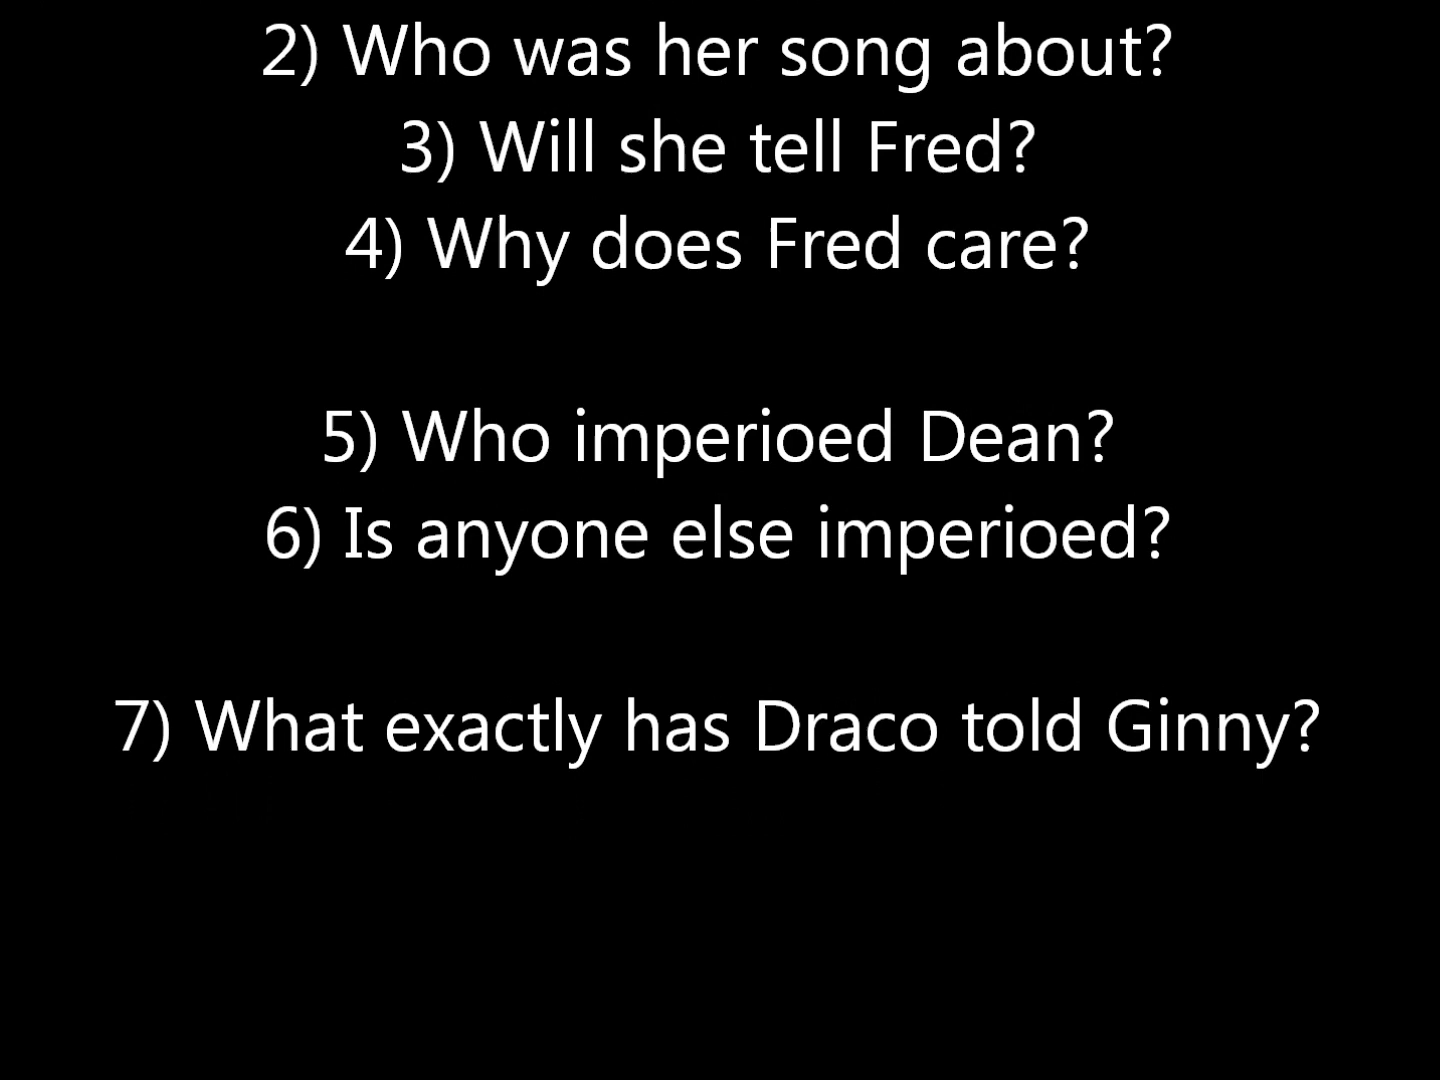 2) Who was her song about?
3) Will she tell Fred?
4) Why does Fred care?
5) Who imperioed Dean?
6) Is anyone else imperioed?
7) What exactly has Draco told Ginny?